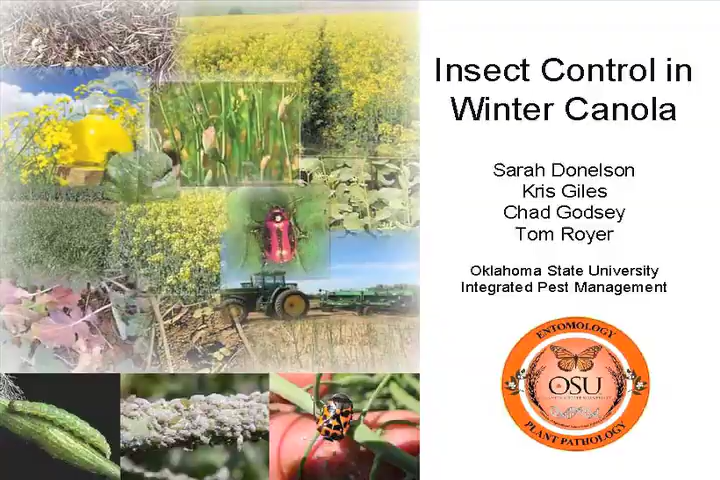 Insect Control in
Winter Canola
Sarah Donelson
Kris Giles
Chad Godsey
Tom Royer
Oklahoma State University
Integrated Pest Management
ENTOMOLOGY
OSU
PLANT PATHOLOGY